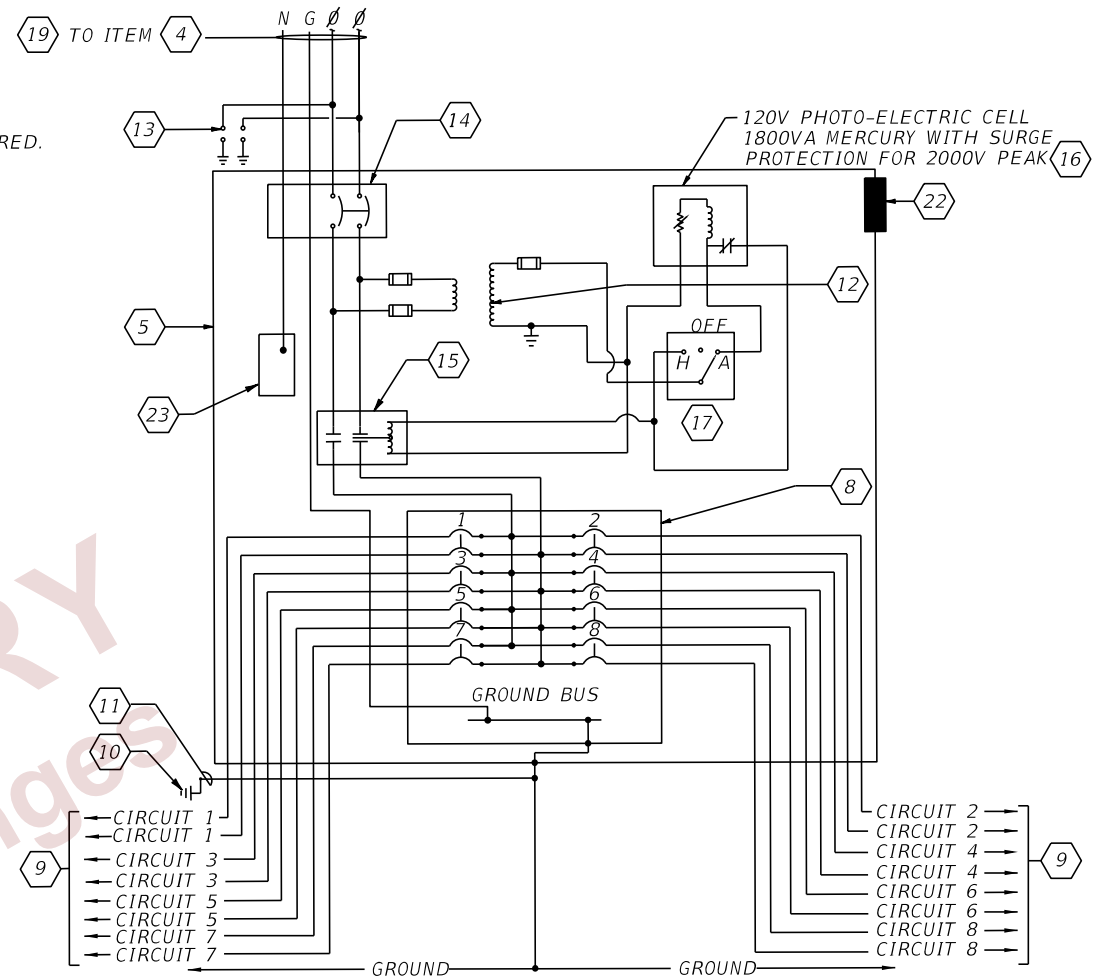 N G Ø Ø
19 TO ITEM 4
RED.
13
14
120V PHOTO-ELECTRIC CELL
1800VA MERCURY WITH SURGE
PROTECTION FOR 2000V PEAK 16
22
12
5
OFF
H A
15
17
23
8
1 2
3 4
5 6
7 8
GROUND BUS
11
10
RY
nges
9
CIRCUIT 1
CIRCUIT 1
CIRCUIT 3
CIRCUIT 3
CIRCUIT 5
CIRCUIT 5
CIRCUIT 7
CIRCUIT 7
CIRCUIT 2
CIRCUIT 2
CIRCUIT 4
CIRCUIT 4
CIRCUIT 6
CIRCUIT 6
CIRCUIT 8
CIRCUIT 8
9
GROUND GROUND